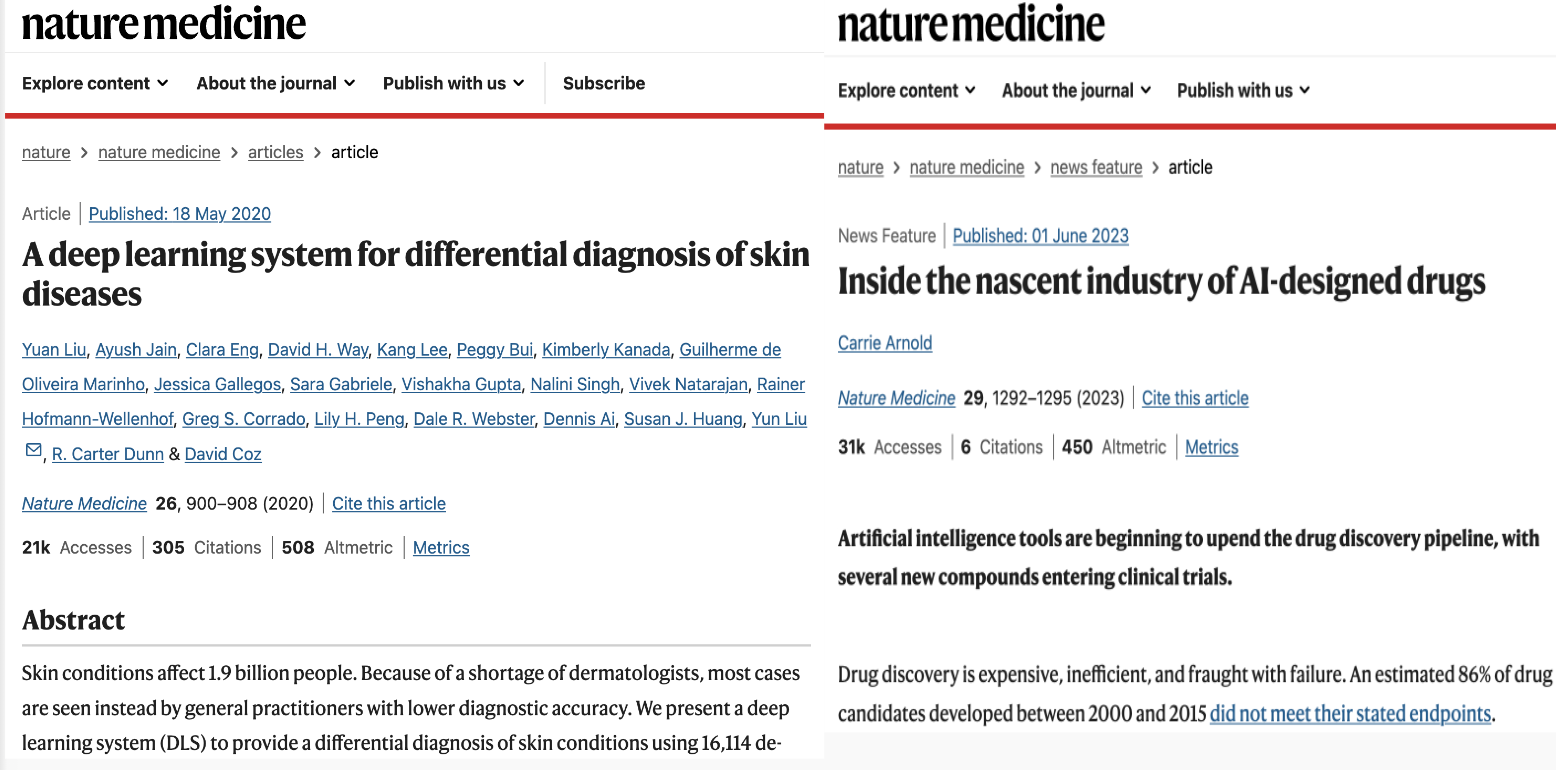 nature medicine
Explore content About the journal Publish with us Subscribe
nature > nature medicine > articles > article
Article | Published: 18 May 2020
A deep learning system for differential diagnosis of skin
diseases
Yuan Liu, Ayush Jain, Clara Eng, David H. Way, Kang Lee, Peggy Bui, Kimberly Kanada, Guilherme de
Oliveira Marinho, Jessica Gallegos, Sara Gabriele, Vishakha Gupta, Nalini Singh, Vivek Natarajan, Rainer
Hofmann-Wellenhof, Greg S. Corrado, Lily H. Peng, Dale R. Webster, Dennis Ai, Susan J. Huang, Yun Liu
, R. Carter Dunn & David Coz
Nature Medicine 26, 900–908 (2020) | Cite this article
21k Accesses | 305 Citations | 508 Altmetric | Metrics
Abstract
Skin conditions affect 1.9 billion people. Because of a shortage of dermatologists, most cases
are seen instead by general practitioners with lower diagnostic accuracy. We present a deep
learning system (DLS) to provide a differential diagnosis of skin conditions using 16,114 de-
nature medicine
Explore content About the journal Publish with us
nature > nature medicine > news feature > article
News Feature | Published: 01 June 2023
Inside the nascent industry of AI-designed drugs
Carrie Arnold
Nature Medicine 29, 1292–1295 (2023) | Cite this article
31k Accesses | 6 Citations | 450 Altmetric | Metrics
Artificial intelligence tools are beginning to upend the drug discovery pipeline, with
several new compounds entering clinical trials.
Drug discovery is expensive, inefficient, and fraught with failure. An estimated 86% of drug
candidates developed between 2000 and 2015 did not meet their stated endpoints.